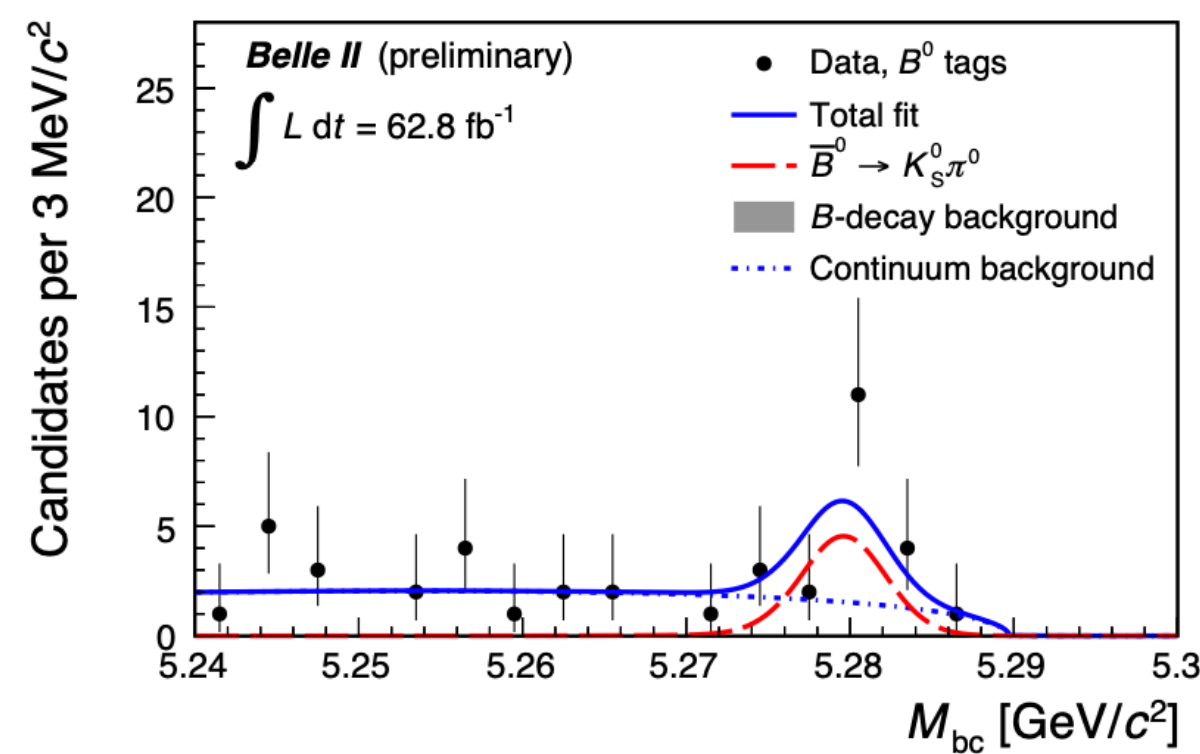 Candidates per 3 MeV/c²
Belle II (preliminary)
∫ L dt = 62.8 fb⁻¹
Data, B⁰ tags
Total fit
B̅⁰ → K⁰_S π⁰
B-decay background
Continuum background
25
20
15
10
5
0
5.24 5.25 5.26 5.27 5.28 5.29 5.3
M_bc [GeV/c²]